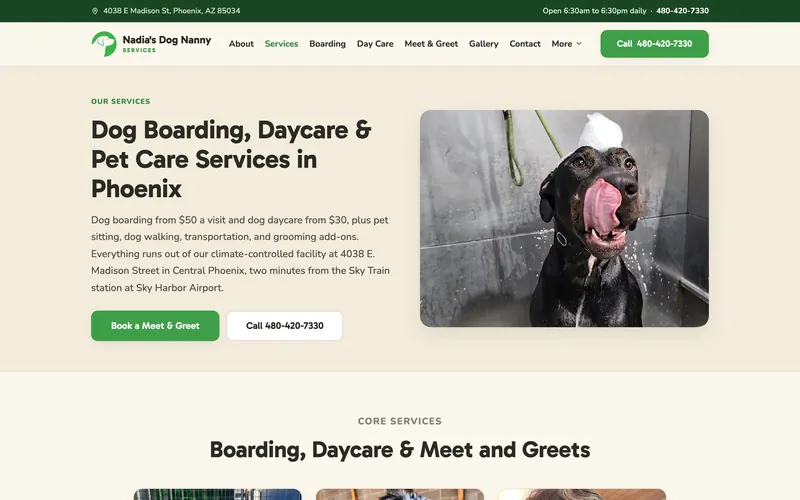 4038 E Madison St, Phoenix, AZ 85034
Open 6:30am to 6:30pm daily · 480-420-7330
Nadia's Dog Nanny
SERVICES
About
Services
Boarding
Day Care
Meet & Greet
Gallery
Contact
More
Call 480-420-7330
OUR SERVICES
Dog Boarding, Daycare &
Pet Care Services in
Phoenix
Dog boarding from $50 a visit and dog daycare from $30, plus pet
sitting, dog walking, transportation, and grooming add-ons.
Everything runs out of our climate-controlled facility at 4038 E.
Madison Street in Central Phoenix, two minutes from the Sky Train
station at Sky Harbor Airport.
Book a Meet & Greet
Call 480-420-7330
CORE SERVICES
Boarding, Daycare & Meet and Greets